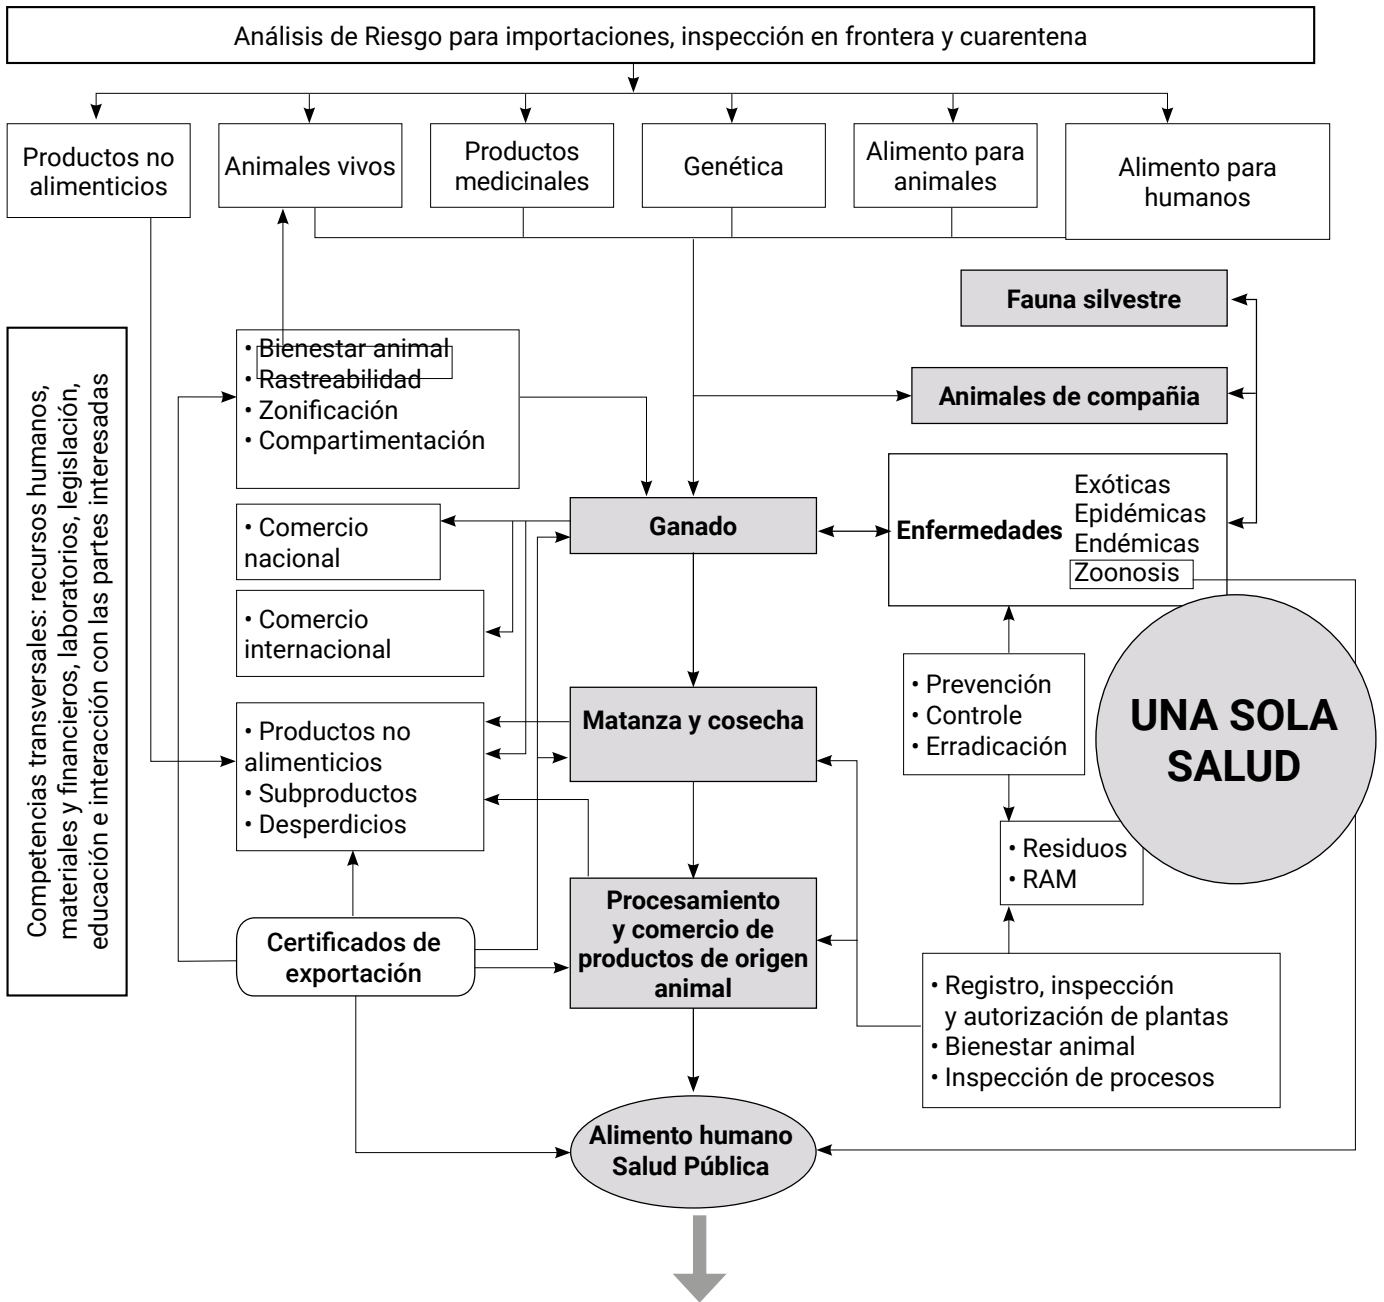 Análisis de Riesgo para importaciones, inspección en frontera y cuarentena
Productos no
alimenticios
Animales vivos
Productos
medicinales
Genética
Alimento para
animales
Alimento para
humanos
Fauna silvestre
Animales de compañia
Competencias transversales: recursos humanos,
materiales y financieros, laboratorios, legislación,
educación e interacción con las partes interesadas
• Bienestar animal
• Rastreabilidad
• Zonificación
• Compartimentación
Ganado
Enfermedades
Exóticas
Epidémicas
Endémicas
Zoonosis
• Comercio
nacional
• Comercio
internacional
• Prevención
• Controle
• Erradicación
UNA SOLA
SALUD
Matanza y cosecha
• Productos no
alimenticios
• Subproductos
• Desperdicios
• Residuos
• RAM
Procesamiento
y comercio de
productos de origen
animal
Certificados de
exportación
• Registro, inspección
y autorización de plantas
• Bienestar animal
• Inspección de procesos
Alimento humano
Salud Pública